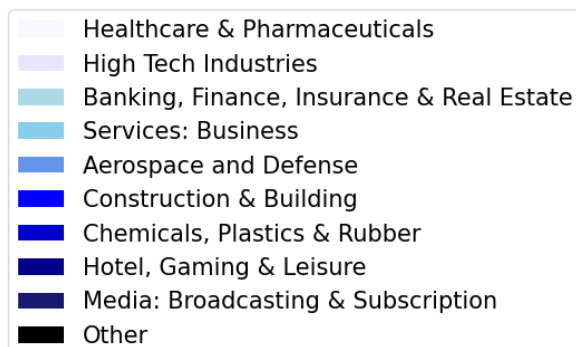 Healthcare & Pharmaceuticals
High Tech Industries
Banking, Finance, Insurance & Real Estate
Services: Business
Aerospace and Defense
Construction & Building
Chemicals, Plastics & Rubber
Hotel, Gaming & Leisure
Media: Broadcasting & Subscription
Other